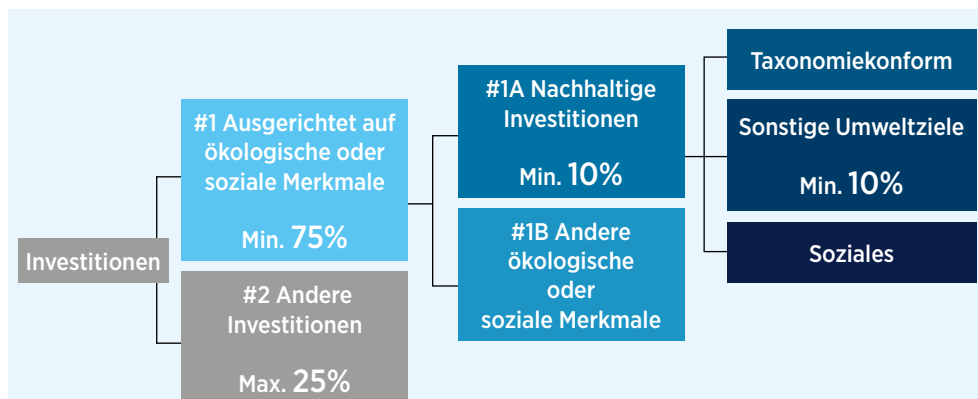 Investitionen
#1 Ausgerichtet auf
ökologische oder
soziale Merkmale
Min. 75%
#2 Andere
Investitionen
Max. 25%
#1A Nachhaltige
Investitionen
Min. 10%
#1B Andere
ökologische
oder
soziale Merkmale
Taxonomiekonform
Sonstige Umweltziele
Min. 10%
Soziales